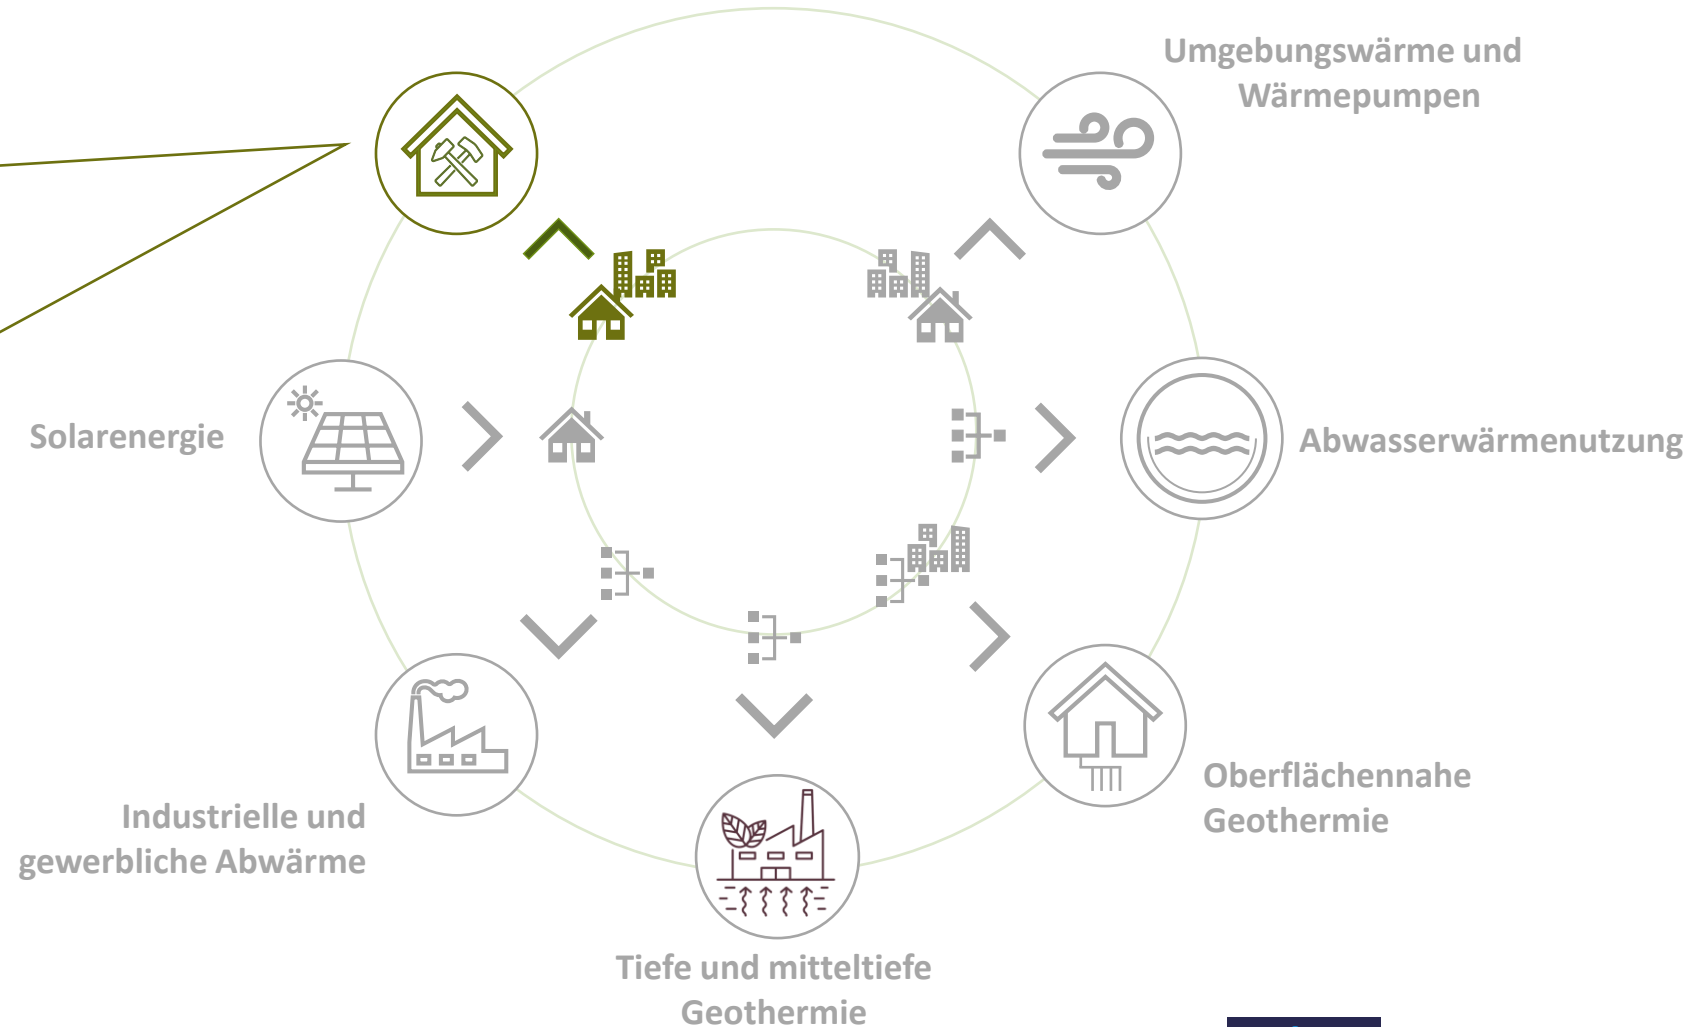 Umgebungswärme und
Wärmepumpen
Solarenergie
Abwasserwärmenutzung
Oberflächennahe
Geothermie
Industrielle und
gewerbliche Abwärme
Tiefe und mitteltiefe
Geothermie